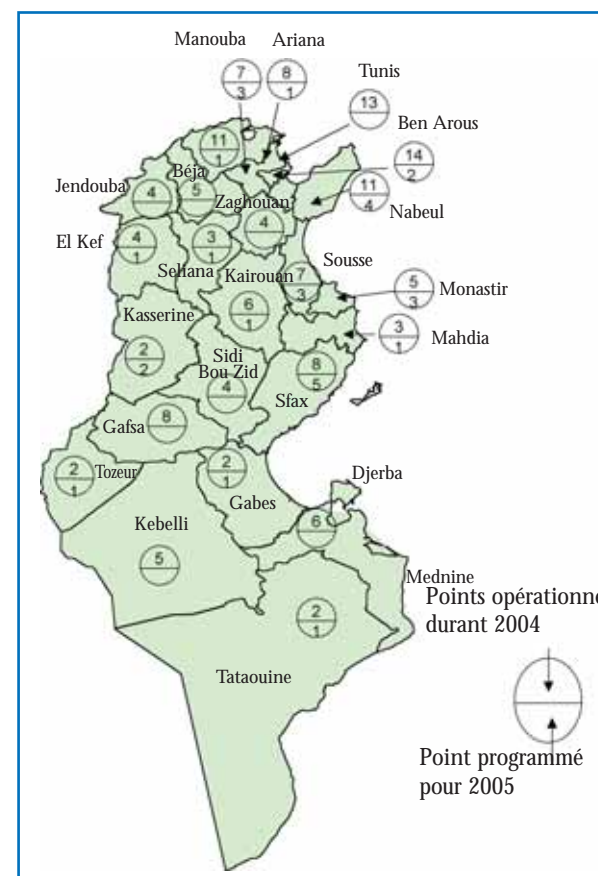 Manouba
Ariana
Tunis
Ben Arous
Nabeul
7
3
8
1
13
14
2
11
4
11
1
Béja
5
Jendouba
4
Zaghouan
4
El Kef
4
1
Seliana
3
1
Kairouan
6
1
Sousse
7
3
5
3
Monastir
3
1
Mahdia
Kasserine
2
2
Sidi
Bou Zid
4
8
5
Sfax
Gafsa
8
2
1
Tozeur
2
1
Gabes
Djerba
6
Kebelli
5
Mednine
2
1
Tataouine
Points opérationne
durant 2004
Point programmé
pour 2005